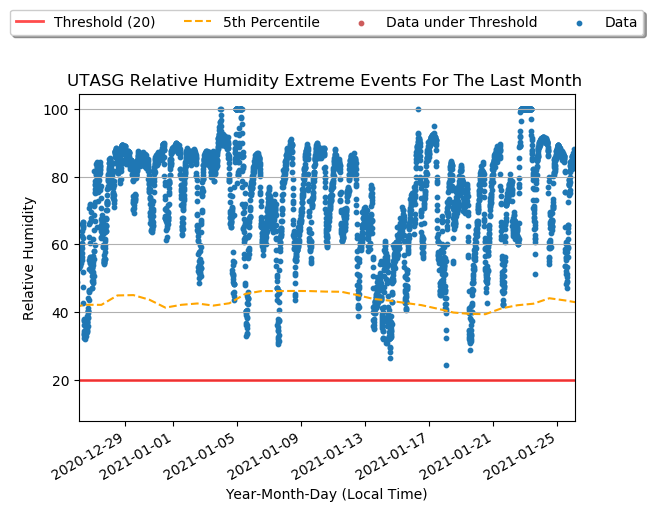 Threshold (20) 5th Percentile Data under Threshold Data
UTASG Relative Humidity Extreme Events For The Last Month
100
80
60
40
20
Relative Humidity
2020-12-29 2021-01-01 2021-01-05 2021-01-09 2021-01-13 2021-01-17 2021-01-21 2021-01-25
Year-Month-Day (Local Time)